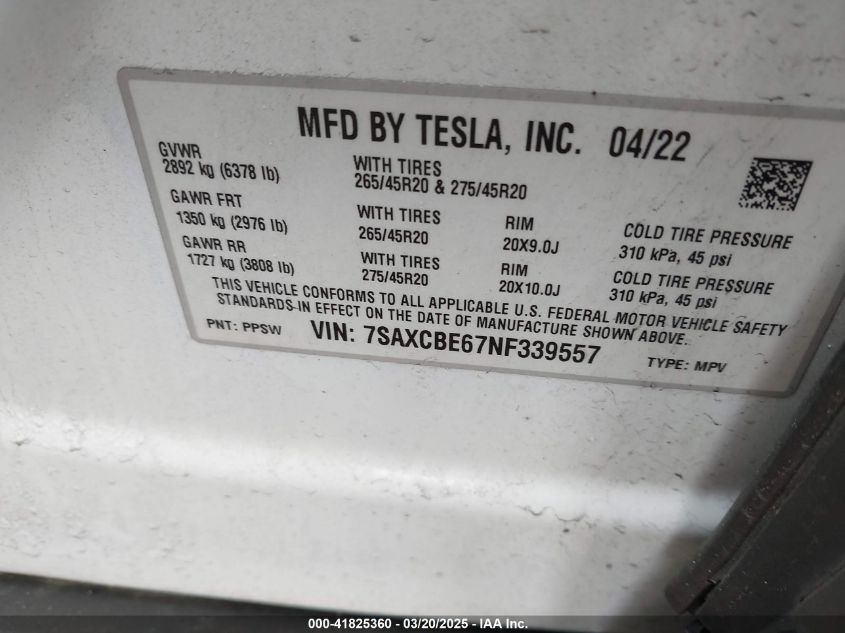 MFD BY TESLA, INC. 04/22
GVWR
2892 kg (6378 lb)
WITH TIRES
265/45R20 & 275/45R20
GAWR FRT
1350 kg (2976 lb)
WITH TIRES
265/45R20
RIM
20X9.0J
COLD TIRE PRESSURE
310 kPa, 45 psi
GAWR RR
1727 kg (3808 lb)
WITH TIRES
275/45R20
RIM
20X10.0J
COLD TIRE PRESSURE
310 kPa, 45 psi
THIS VEHICLE CONFORMS TO ALL APPLICABLE U.S. FEDERAL MOTOR VEHICLE SAFETY
STANDARDS IN EFFECT ON THE DATE OF MANUFACTURE SHOWN ABOVE.
PNT: PPSW VIN: 7SAXCBE67NF339557 TYPE: MPV
000-41825360 — 03/20/2025 — IAA Inc.